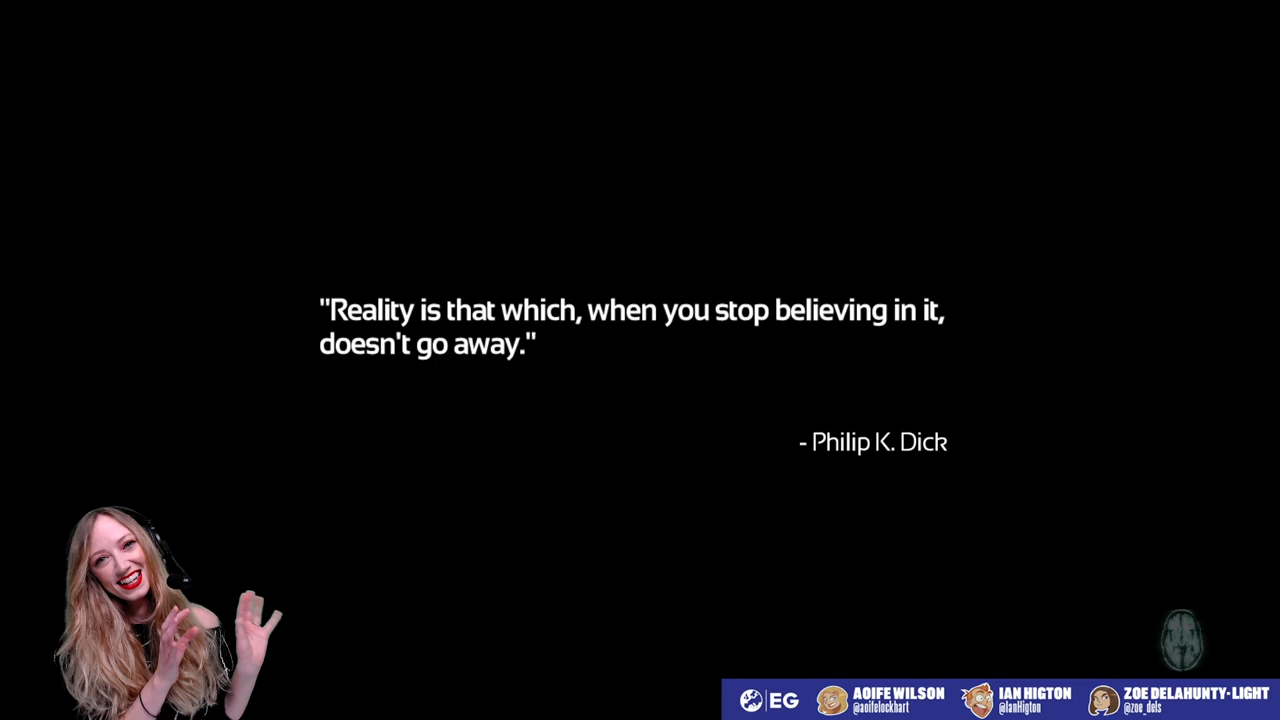 "Reality is that which, when you stop believing in it,
doesn't go away."
- Philip K. Dick
EG
AOIFE WILSON
@aoifelockhart
IAN HIGTON
@IanHigton
ZOE DELAHUNTY-LIGHT
@zoe_dels